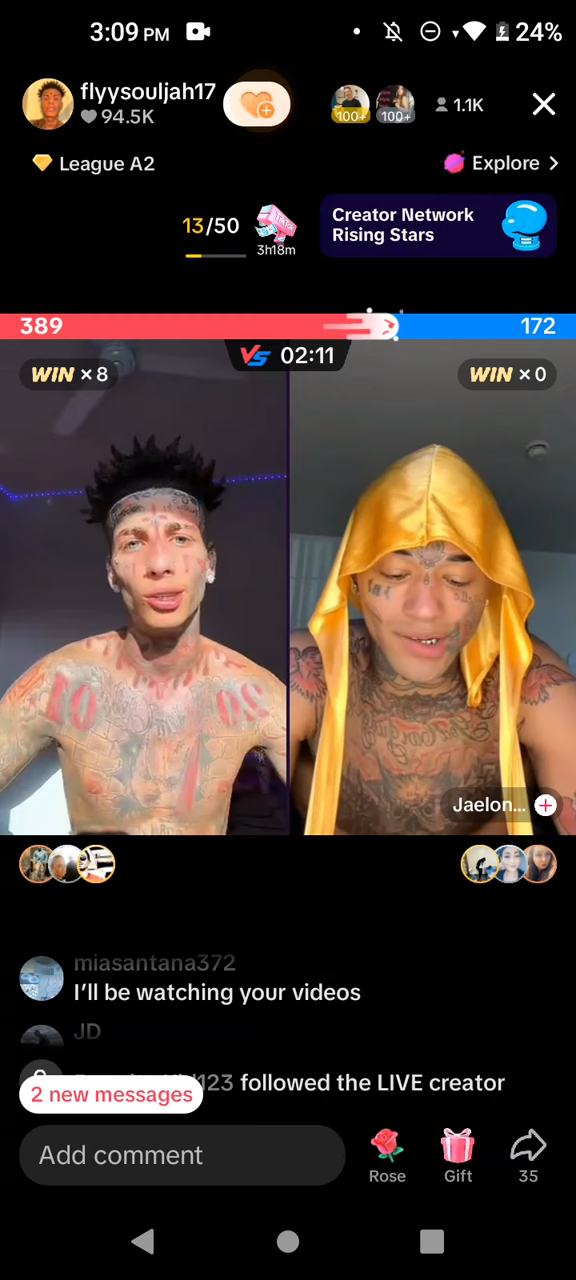 3:09 PM
24%
flyysouljah17
94.5K
100+
100+
1.1K
League A2
Explore
13/50
TikTok
3h18m
Creator Network
Rising Stars
389
172
VS 02:11
WIN × 8
WIN × 0
Jaelon...
miasantana372
I'll be watching your videos
JD
123 followed the LIVE creator
2 new messages
Add comment
Rose
Gift
35